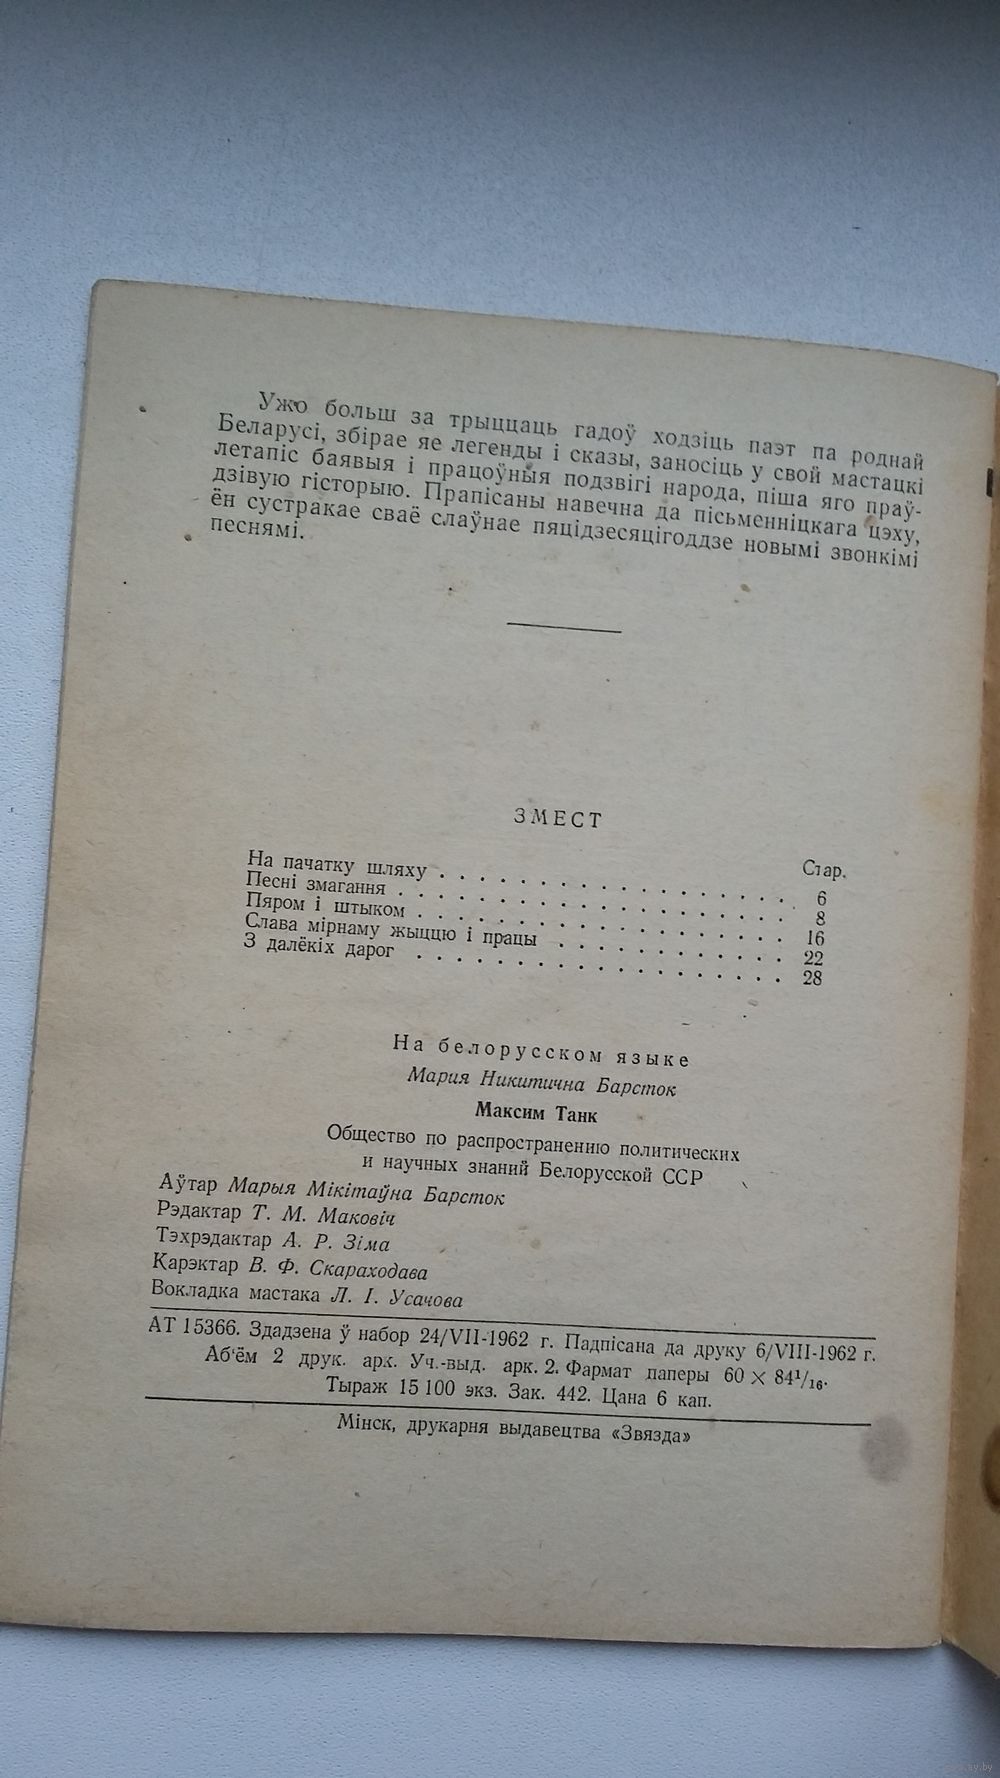 Ужо больш за трыццаць гадоў ходзіць паэт па роднай
Беларусі, збірае яе легенды і сказы, заносіць у свой мастацкі
летапіс баявыя і працоўныя подзвігі народа, піша яго праў-
дзівую гісторыю. Прапісаны навечна да пісьменніцкага цэху,
ён сустракае сваё слаўнае пяцідзесяцігоддзе новымі звонкімі
песнямі.
ЗМЕСТ
Стар.
На пачатку шляху . . . . . . . . . . . . . . . . . . 6
Песні змагання . . . . . . . . . . . . . . . . . . . . 8
Пяром і штыком . . . . . . . . . . . . . . . . . . . 16
Слава мірнаму жыццю і працы . . . . . . . . . . . . 22
З далёкіх дарог . . . . . . . . . . . . . . . . . . . 28
На белорусском языке
Мария Никитична Барсток
Максим Танк
Общество по распространению политических
и научных знаний Белорусской ССР
Аўтар Марыя Мікітаўна Барсток
Рэдактар Т. М. Маковіч
Тэхрэдактар А. Р. Зіма
Карэктар В. Ф. Скараходава
Вокладка мастака Л. І. Усачова
АТ 15366. Здадзена ў набор 24/VII-1962 г. Падпісана да друку 6/VIII-1962 г.
Аб'ём 2 друк. арк. Уч.-выд. арк. 2. Фармат паперы 60 × 84¹/₁₆.
Тыраж 15 100 экз. Зак. 442. Цана 6 кап.
Мінск, друкарня выдавецтва «Звязда»